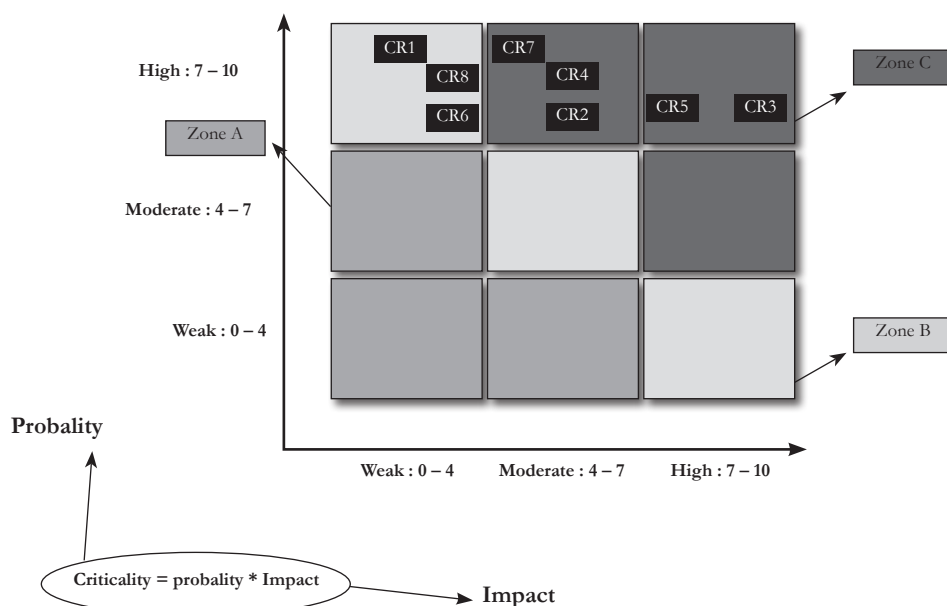 CR1
CR7
High : 7 – 10
CR8
CR4
Zone C
CR6
CR2
CR5
CR3
Zone A
Moderate : 4 – 7
Weak : 0 – 4
Zone B
Probality
Weak : 0 – 4
Moderate : 4 – 7
High : 7 – 10
Criticality = probality * Impact
Impact